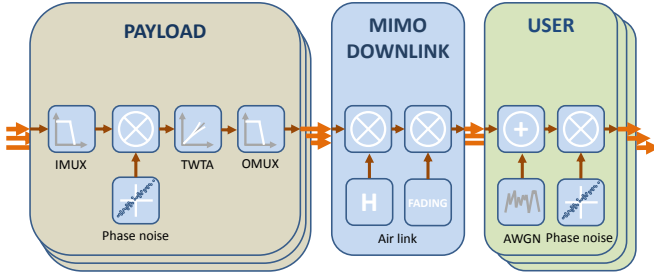 PAYLOAD
MIMO
DOWNLINK
USER
IMUX
TWTA
OMUX
H
FADING
Phase noise
Air link
AWGN
Phase noise